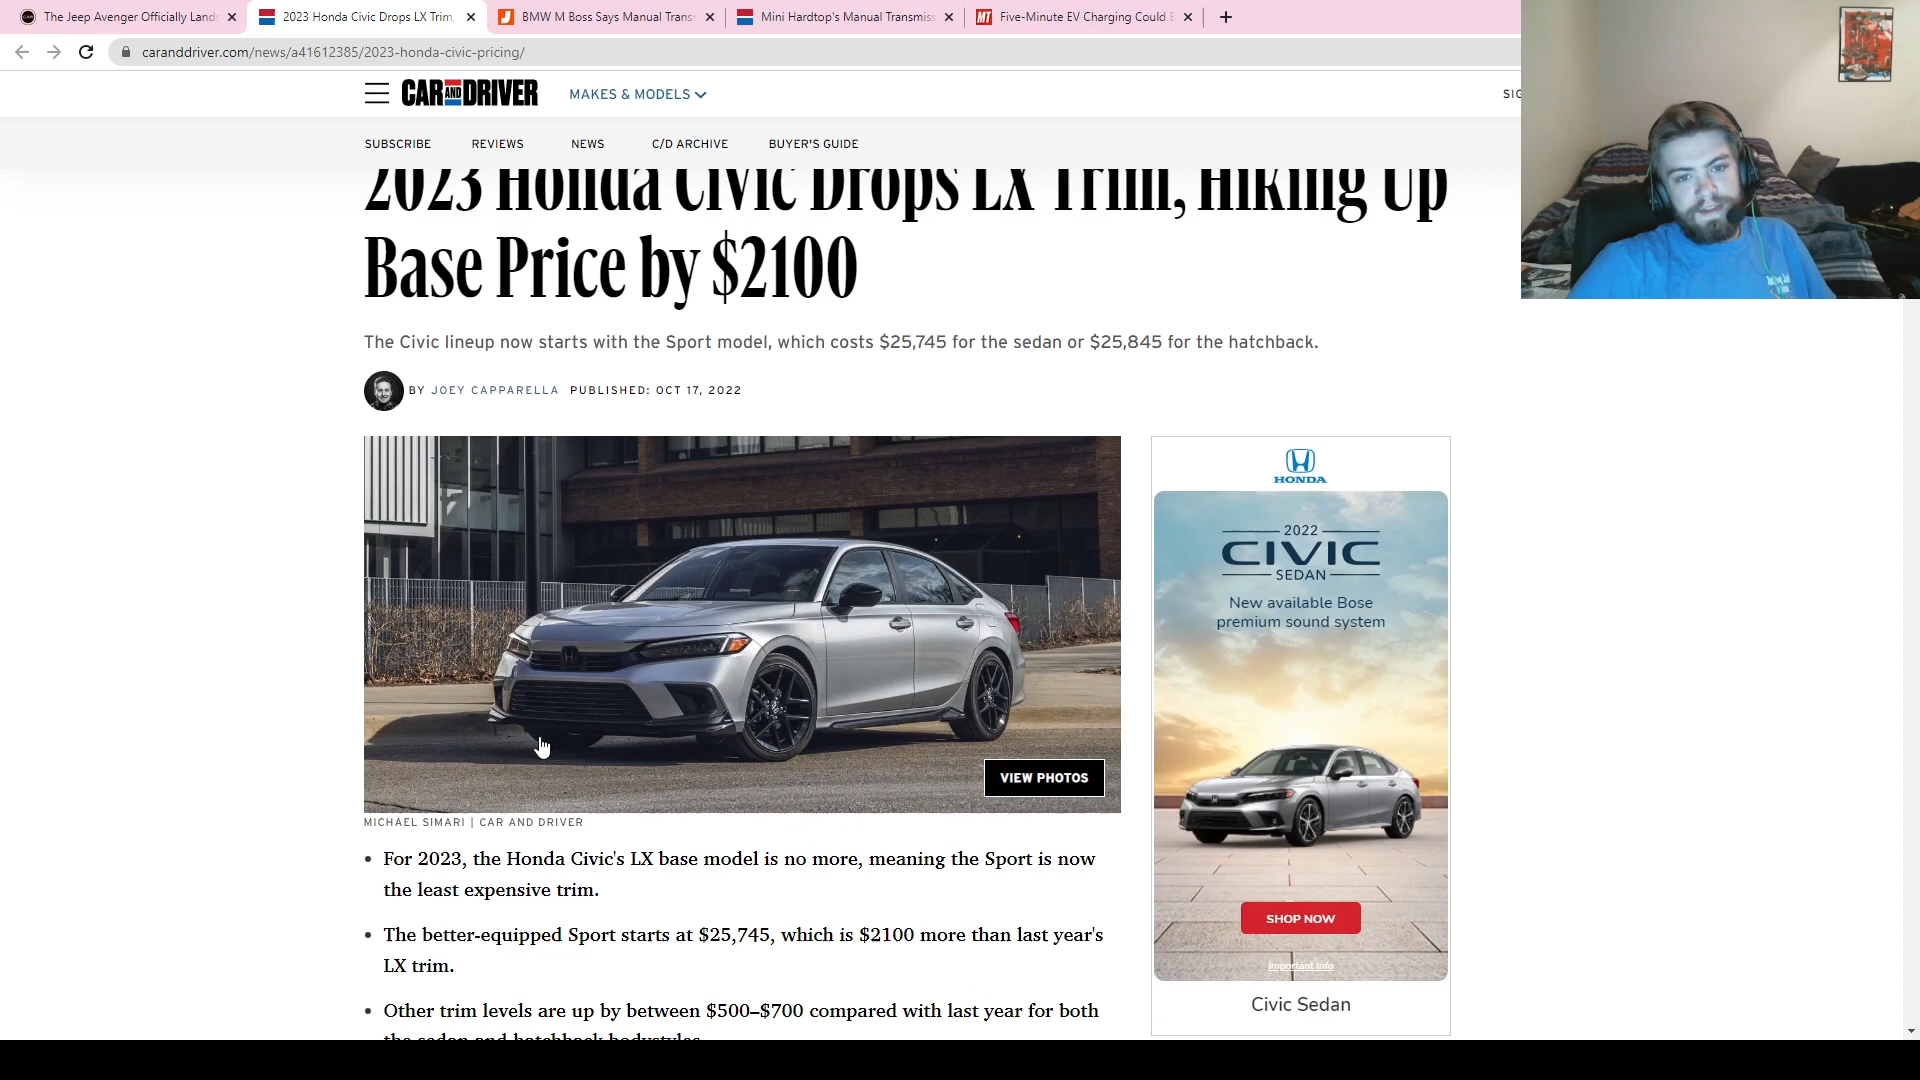 The Jeep Avenger Officially Land
2023 Honda Civic Drops LX Trim,
BMW M Boss Says Manual Trans
Mini Hardtop's Manual Transmiss
MT Five-Minute EV Charging Could
caranddriver.com/news/a41612385/2023-honda-civic-pricing/
CAR AND DRIVER
MAKES & MODELS
SIG
SUBSCRIBE
REVIEWS
NEWS
C/D ARCHIVE
BUYER'S GUIDE
2023 Honda Civic Drops LX Trim, Hiking Up
Base Price by $2100
The Civic lineup now starts with the Sport model, which costs $25,745 for the sedan or $25,845 for the hatchback.
BY JOEY CAPPARELLA PUBLISHED: OCT 17, 2022
VIEW PHOTOS
MICHAEL SIMARI | CAR AND DRIVER
• For 2023, the Honda Civic's LX base model is no more, meaning the Sport is now
the least expensive trim.
• The better-equipped Sport starts at $25,745, which is $2100 more than last year's
LX trim.
• Other trim levels are up by between $500–$700 compared with last year for both
the sedan and hatchback bodystyles.
HONDA
2022
CIVIC
SEDAN
New available Bose
premium sound system
SHOP NOW
Important Info
Civic Sedan